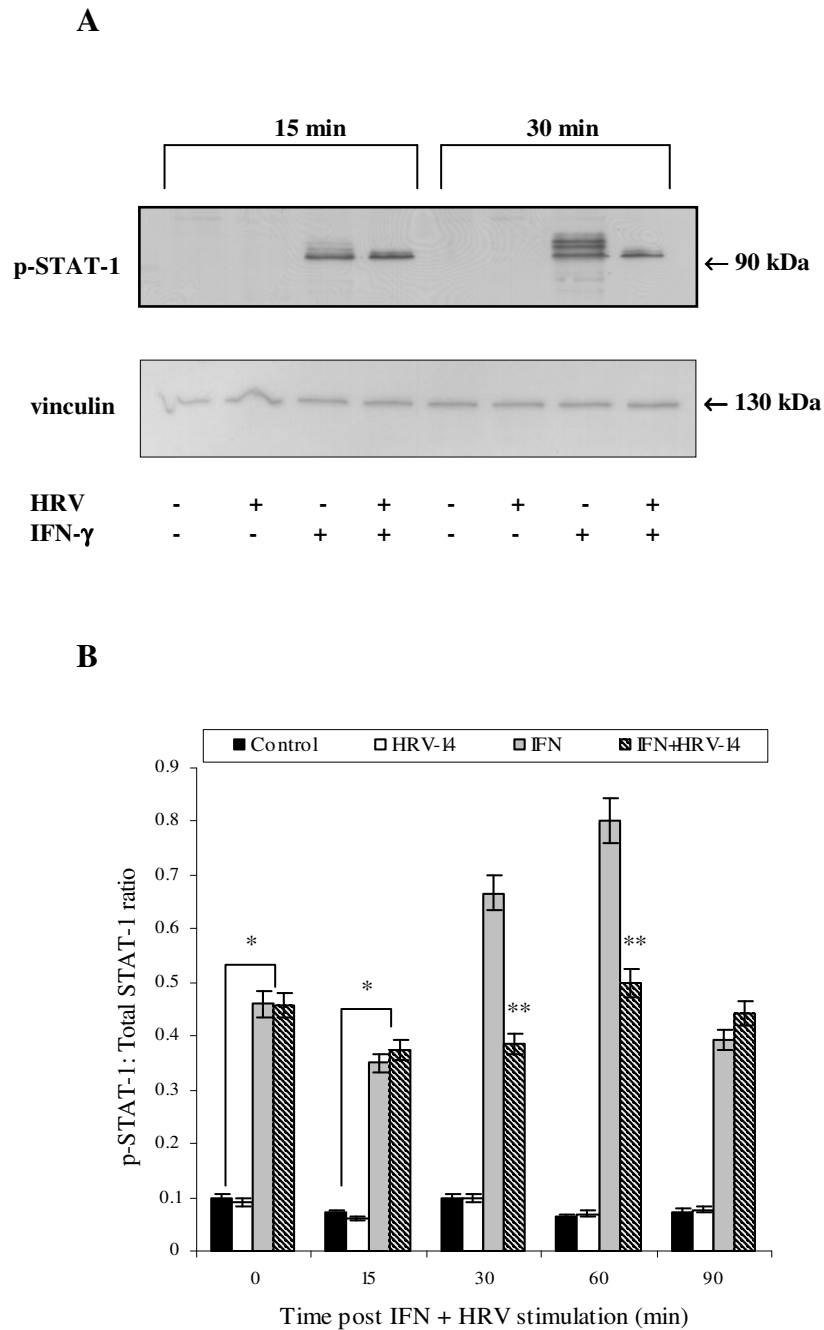 A
15 min 30 min
p-STAT-1 ← 90 kDa
vinculin ← 130 kDa
HRV - + - + - + - +
IFN-γ - - + + - - + +
B
Control HRV-14 IFN IFN+HRV-14
0.9
0.8
0.7
0.6
0.5
0.4
0.3
0.2
0.1
0
p-STAT-1: Total STAT-1 ratio
*
*
**
**
0 15 30 60 90
Time post IFN + HRV stimulation (min)